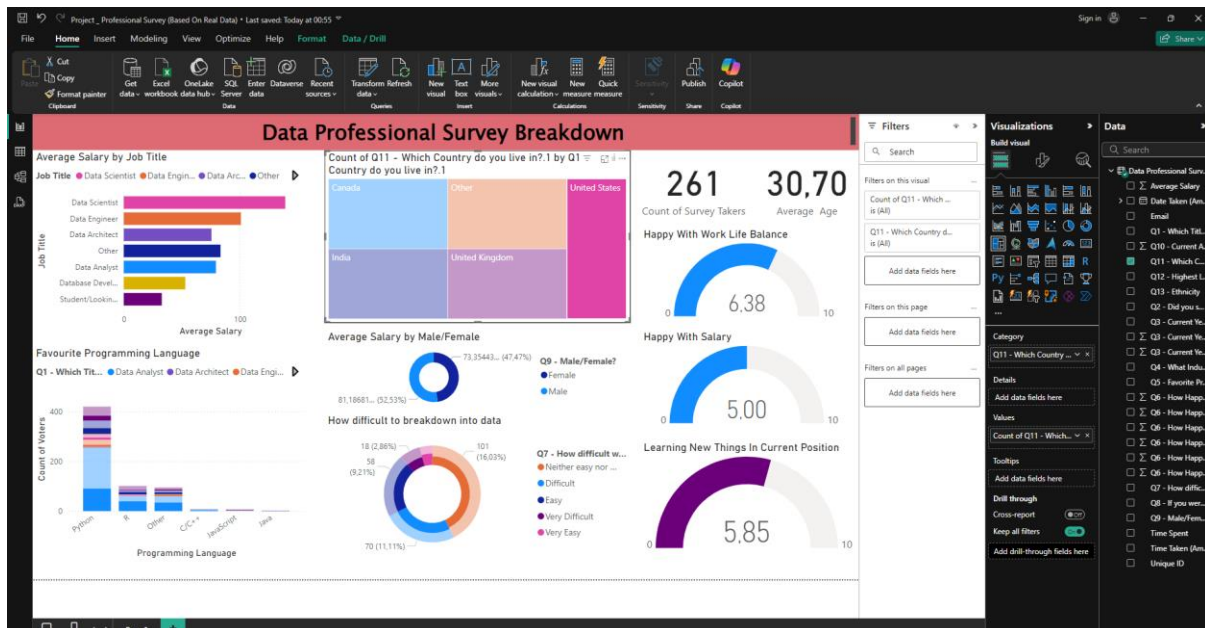 Project _ Professional Survey (Based On Real Data) • Last saved: Today at 00:55
Sign in
File Home Insert Modeling View Optimize Help Format Data / Drill
Share
Paste
Cut
Copy
Format painter
Clipboard
Get data
Excel workbook
OneLake data hub
SQL Server
Enter data
Dataverse
Recent sources
Data
Transform data
Refresh
Queries
New visual
Text box
More visuals
Insert
New visual calculation
New measure
Quick measure
Calculations
Sensitivity
Sensitivity
Publish
Share
Copilot
Copilot
Data Professional Survey Breakdown
Average Salary by Job Title
Job Title Data Scientist Data Engin... Data Arc... Other
Job Title
Data Scientist
Data Engineer
Data Architect
Other
Data Analyst
Database Devel...
Student/Lookin...
0 100
Average Salary
Favourite Programming Language
Q1 - Which Tit... Data Analyst Data Architect Data Engi...
Count of Voters
400
200
0
Python R Other C/C++ JavaScript Java
Programming Language
Count of Q11 - Which Country do you live in?.1 by Q1
Country do you live in?.1
Canada
Other
United States
India
United Kingdom
Average Salary by Male/Female
73,35443... (47,47%)
81,18681... (52,53%)
Q9 - Male/Female?
Female
Male
How difficult to breakdown into data
18 (2,86%)
58
(9,21%)
101
(16,03%)
70 (11,11%)
Q7 - How difficult w...
Neither easy nor ...
Difficult
Easy
Very Difficult
Very Easy
261
Count of Survey Takers
30,70
Average Age
Happy With Work Life Balance
6,38
0 10
Happy With Salary
5,00
0 10
Learning New Things In Current Position
5,85
0 10
Filters
Search
Filters on this visual
Count of Q11 - Which ...
is (All)
Q11 - Which Country d...
is (All)
Add data fields here
Filters on this page
Add data fields here
Filters on all pages
Add data fields here
Visualizations
Build visual
R
Py
Category
Q11 - Which Country ...
Details
Add data fields here
Values
Count of Q11 - Which...
Tooltips
Add data fields here
Drill through
Cross-report
Off
Keep all filters
On
Add drill-through fields here
Data
Search
Data Professional Surv...
Average Salary
Date Taken (Am...
Email
Q1 - Which Titl...
Q10 - Current A...
Q11 - Which C...
Q12 - Highest L...
Q13 - Ethnicity
Q2 - Did you s...
Q3 - Current Ye...
Q3 - Current Ye...
Q3 - Current Ye...
Q4 - What Indu...
Q5 - Favorite Pr...
Q6 - How Happ...
Q6 - How Happ...
Q6 - How Happ...
Q6 - How Happ...
Q6 - How Happ...
Q6 - How Happ...
Q7 - How diffic...
Q8 - If you wer...
Q9 - Male/Fem...
Time Spent
Time Taken (Am...
Unique ID